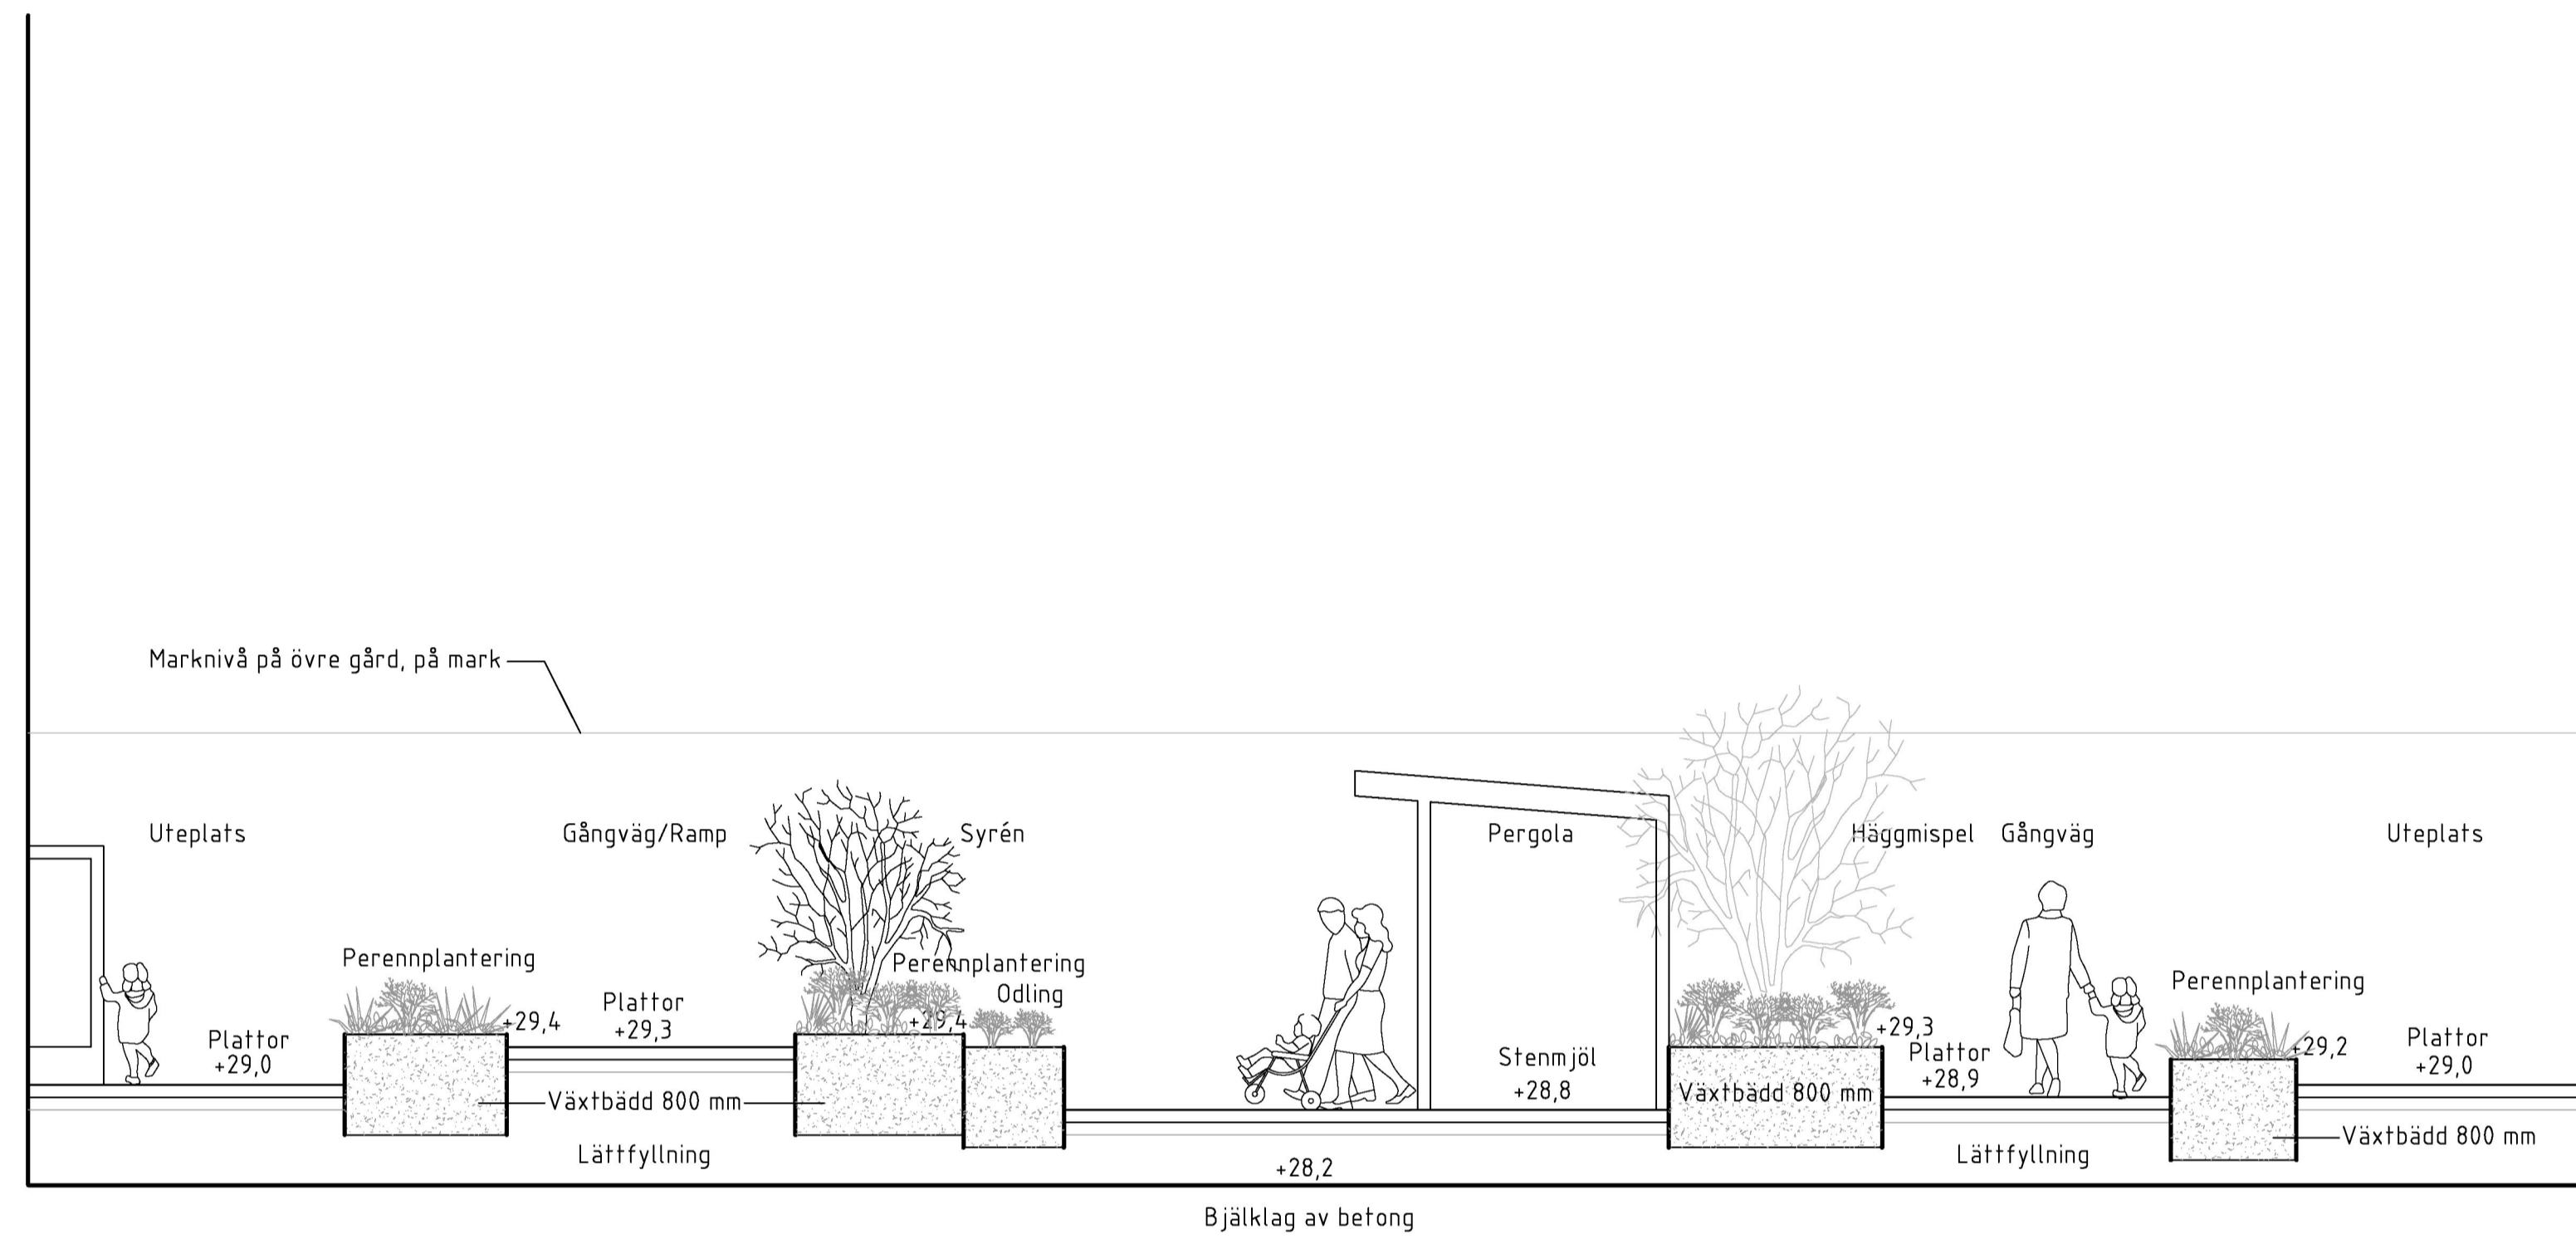 Marknivå på övre gård, på mark
Uteplats
Gångväg/Ramp
Syrén
Pergola
Häggmispel
Gångväg
Uteplats
Perennplantering
Perennplantering
Odling
Perennplantering
Plattor
+29,0
+29,4
Plattor
+29,3
+29,4
Stenmjöl
+28,8
+29,3
Plattor
+28,9
+29,2
Plattor
+29,0
Växtbädd 800 mm
Växtbädd 800 mm
Växtbädd 800 mm
Lättfyllning
Lättfyllning
+28,2
Bjälklag av betong